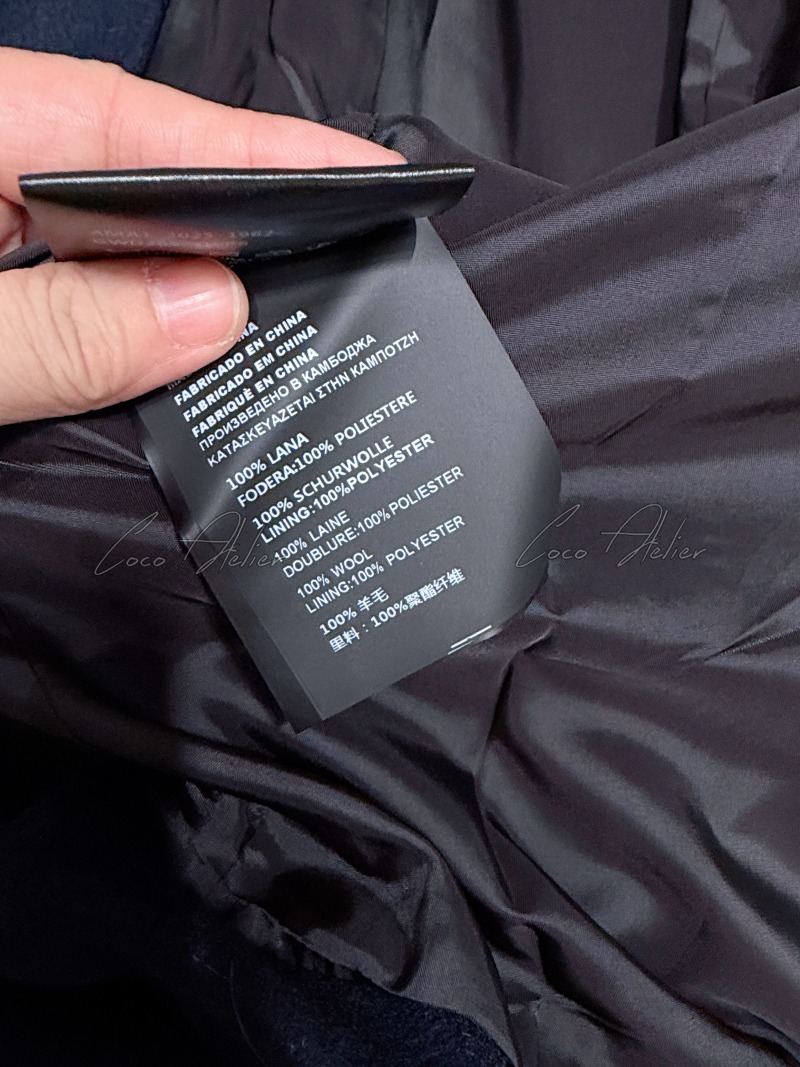 FABRICADO EN CHINA
FABRICADO EM CHINA
FABRIQUÉ EN CHINA
ПРОИЗВЕДЕНО В КАМБОДЖА
ΚΑΤΑΣΚΕΥΑΖΕΤΑΙ ΣΤΗΝ ΚΑΜΠΟΤΖΗ
100% LANA
FODERA:100% POLIESTERE
100% SCHURWOLLE
LINING:100%POLYESTER
100% LAINE
DOUBLURE:100%POLIESTER
100% WOOL
LINING:100% POLYESTER
100% 羊毛
里料：100%聚酯纤维
Coco Atelier
Coco Atelier